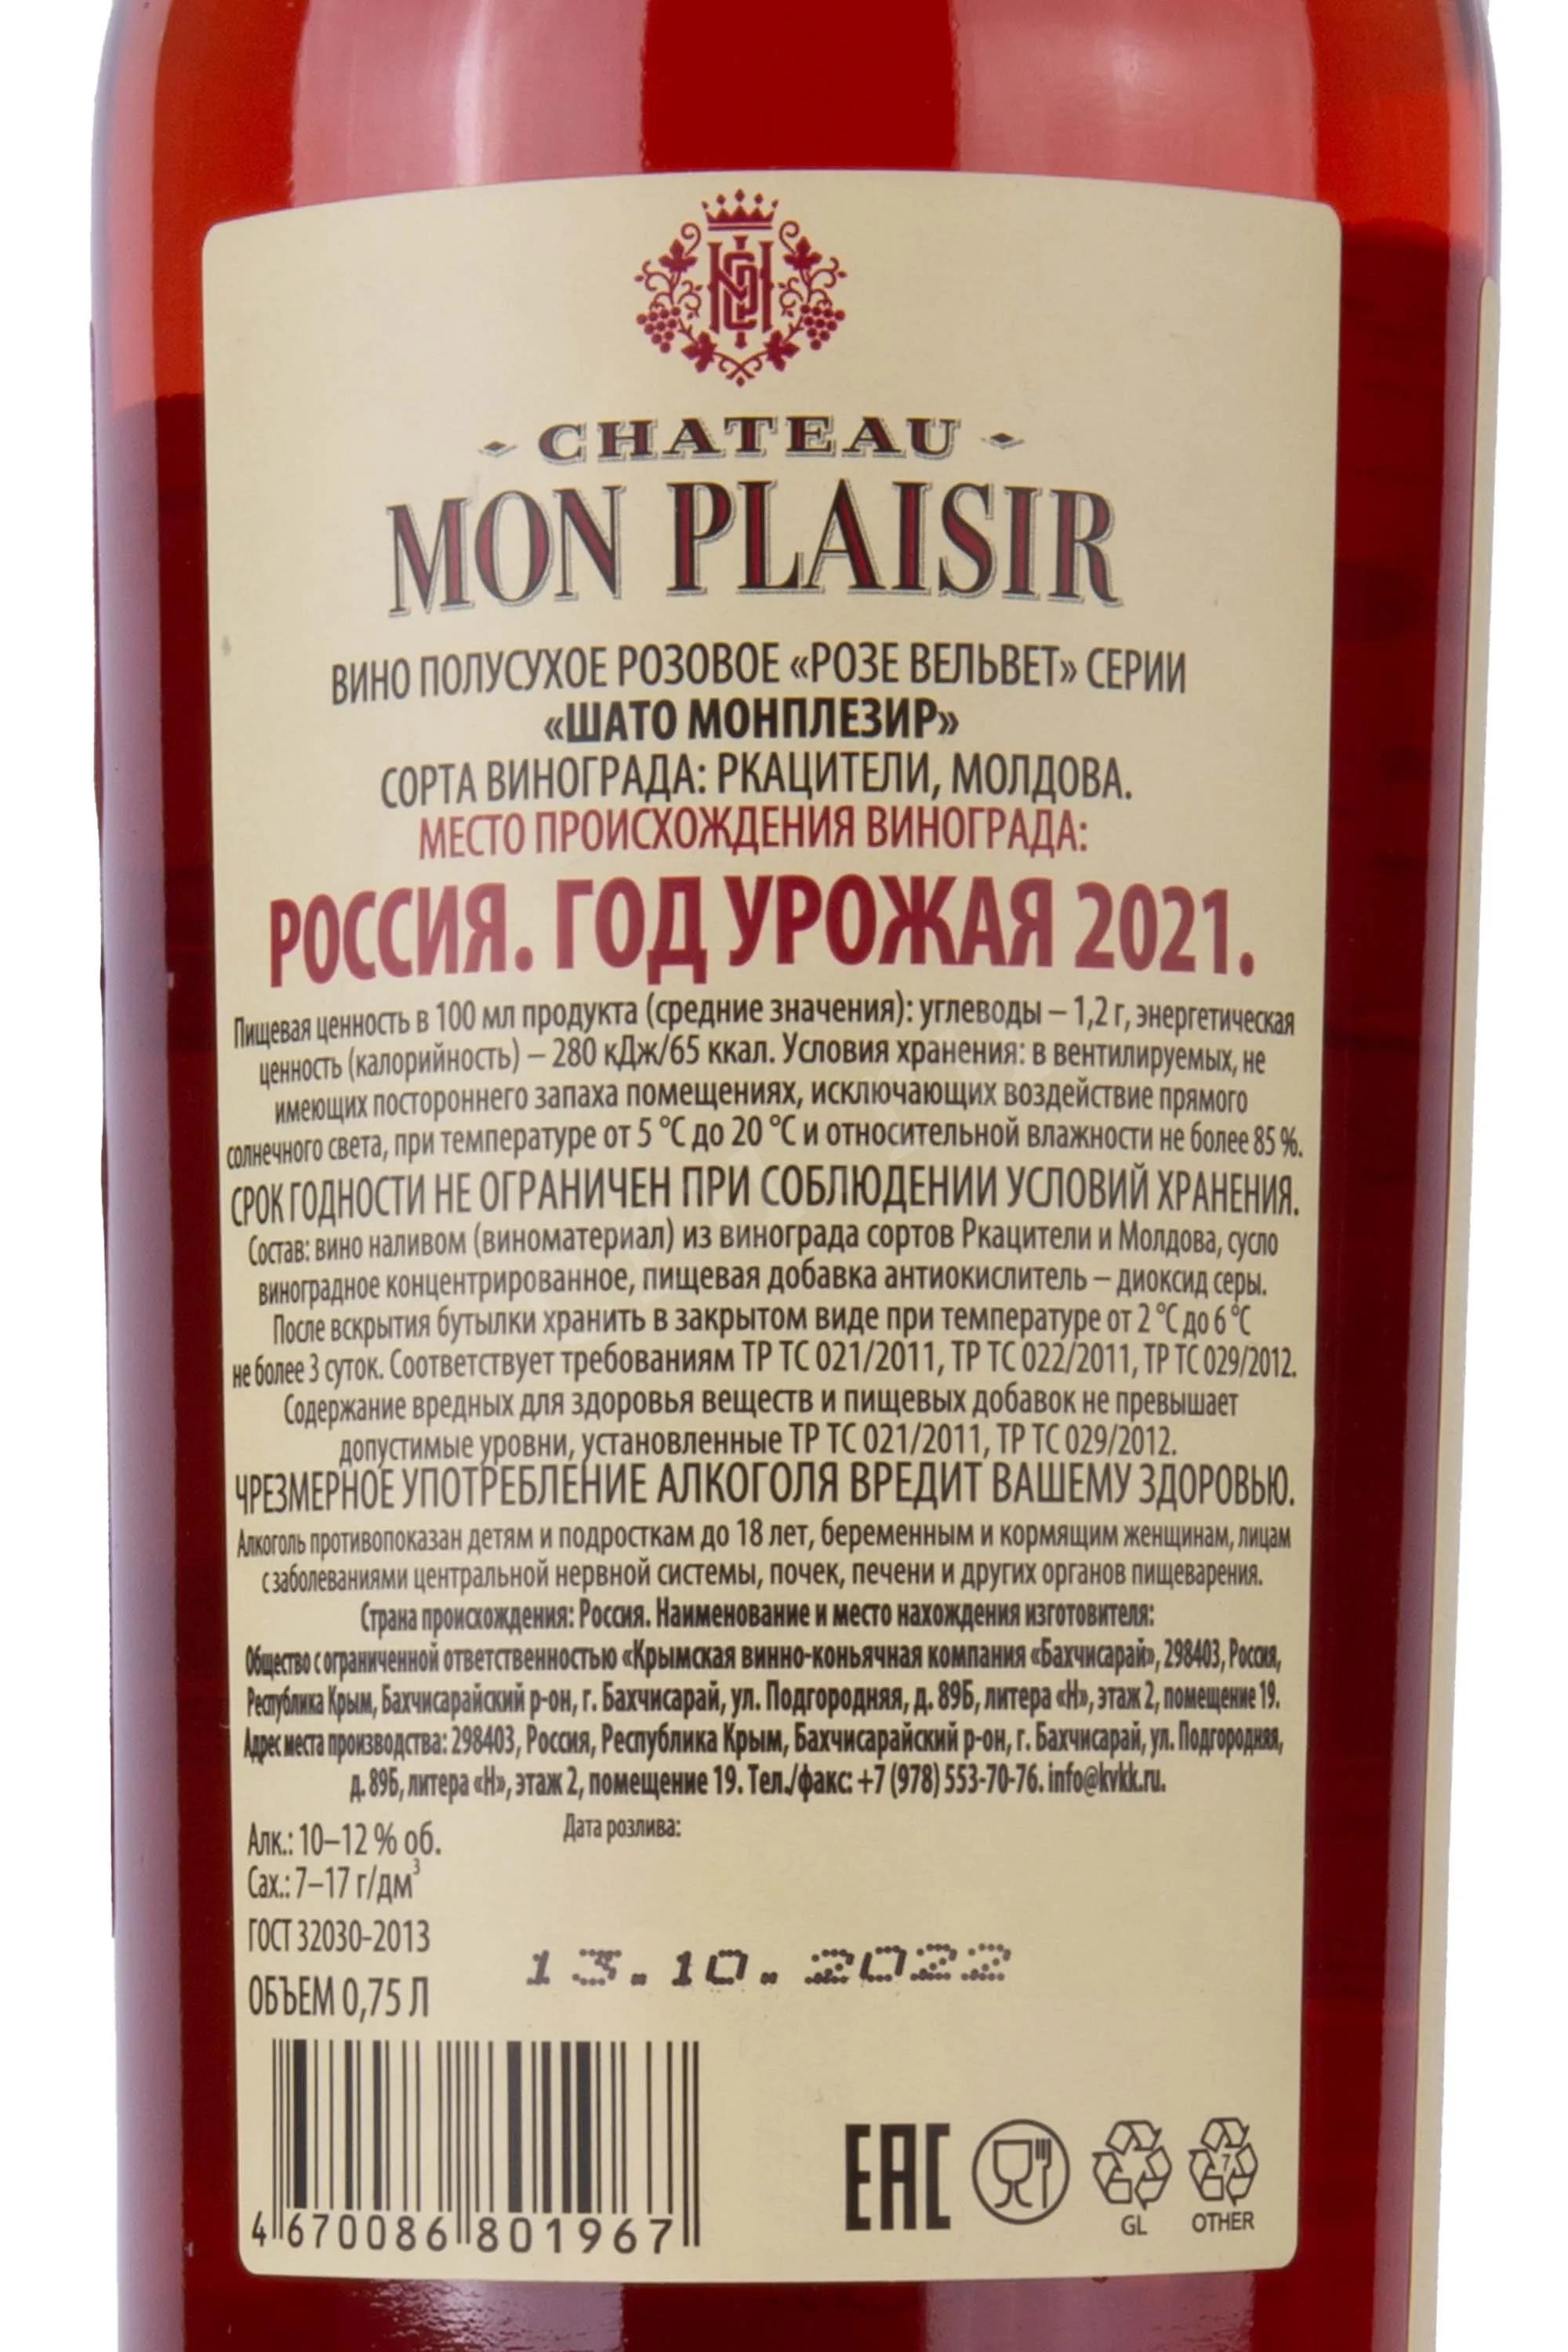 CHATEAU
MON PLAISIR
ВИНО ПОЛУСУХОЕ РОЗОВОЕ «РОЗЕ ВЕЛЬВЕТ» СЕРИИ
«ШАТО МОНПЛЕЗИР»
СОРТА ВИНОГРАДА: РКАЦИТЕЛИ, МОЛДОВА.
МЕСТО ПРОИСХОЖДЕНИЯ ВИНОГРАДА:
РОССИЯ. ГОД УРОЖАЯ 2021.
Пищевая ценность в 100 мл продукта (средние значения): углеводы – 1,2 г, энергетическая
ценность (калорийность) – 280 кДж/65 ккал. Условия хранения: в вентилируемых, не
имеющих постороннего запаха помещениях, исключающих воздействие прямого
солнечного света, при температуре от 5 °С до 20 °С и относительной влажности не более 85 %.
СРОК ГОДНОСТИ НЕ ОГРАНИЧЕН ПРИ СОБЛЮДЕНИИ УСЛОВИЙ ХРАНЕНИЯ.
Состав: вино наливом (виноматериал) из винограда сортов Ркацители и Молдова, сусло
виноградное концентрированное, пищевая добавка антиокислитель – диоксид серы.
После вскрытия бутылки хранить в закрытом виде при температуре от 2 °С до 6 °С
не более 3 суток. Соответствует требованиям ТР ТС 021/2011, ТР ТС 022/2011, ТР ТС 029/2012.
Содержание вредных для здоровья веществ и пищевых добавок не превышает
допустимые уровни, установленные ТР ТС 021/2011, ТР ТС 029/2012.
ЧРЕЗМЕРНОЕ УПОТРЕБЛЕНИЕ АЛКОГОЛЯ ВРЕДИТ ВАШЕМУ ЗДОРОВЬЮ.
Алкоголь противопоказан детям и подросткам до 18 лет, беременным и кормящим женщинам, лицам
с заболеваниями центральной нервной системы, почек, печени и других органов пищеварения.
Страна происхождения: Россия. Наименование и место нахождения изготовителя:
Общество с ограниченной ответственностью «Крымская винно-коньячная компания «Бахчисарай», 298403, Россия,
Республика Крым, Бахчисарайский р-он, г. Бахчисарай, ул. Подгородняя, д. 89Б, литера «Н», этаж 2, помещение 19.
Адрес места производства: 298403, Россия, Республика Крым, Бахчисарайский р-он, г. Бахчисарай, ул. Подгородняя,
д. 89Б, литера «Н», этаж 2, помещение 19. Тел./факс: +7 (978) 553-70-76. info@kvkk.ru.
Алк.: 10–12 % об.
Дата розлива:
Сах.: 7–17 г/дм³
ГОСТ 32030-2013
13.10.2022
ОБЪЕМ 0,75 Л
EAC
7
GL
OTHER
4 670086 801967